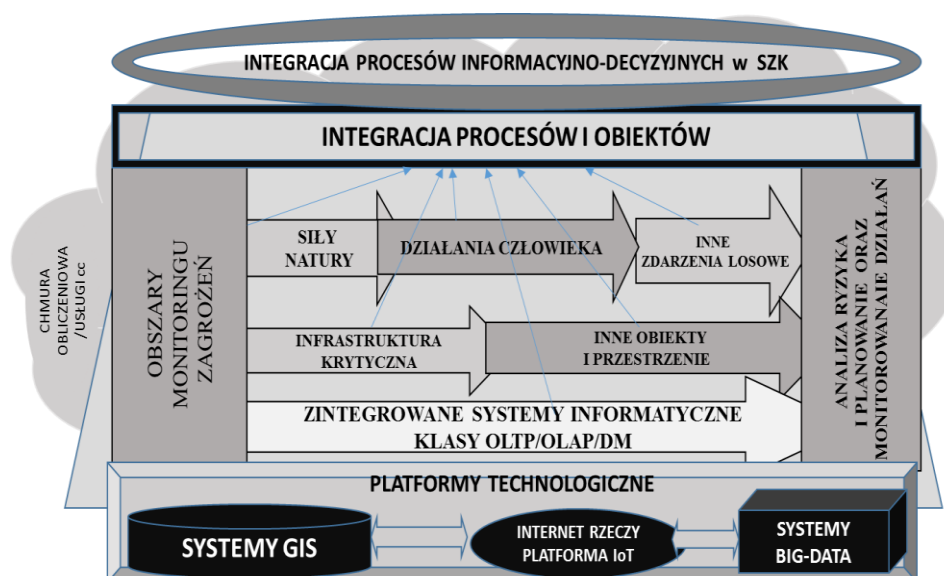 INTEGRACJA PROCESÓW INFORMACYJNO-DECYZYJNYCH w SZK
INTEGRACJA PROCESÓW I OBIEKTÓW
CHMURA
OBLICZENIOWA
/USŁUGI cc
OBSZARY
MONITORINGU
ZAGROŻEŃ
SIŁY
NATURY
DZIAŁANIA CZŁOWIEKA
INNE
ZDARZENIA LOSOWE
INFRASTRUKTURA
KRYTYCZNA
INNE OBIEKTY
I PRZESTRZENIE
ZINTEGROWANE SYSTEMY INFORMATYCZNE
KLASY OLTP/OLAP/DM
ANALIZA RYZYKA
I PLANOWANIE ORAZ
MONITOROWANAIE DZIAŁAŃ
PLATFORMY TECHNOLOGICZNE
SYSTEMY GIS
INTERNET RZECZY
PLATFORMA IoT
SYSTEMY
BIG-DATA